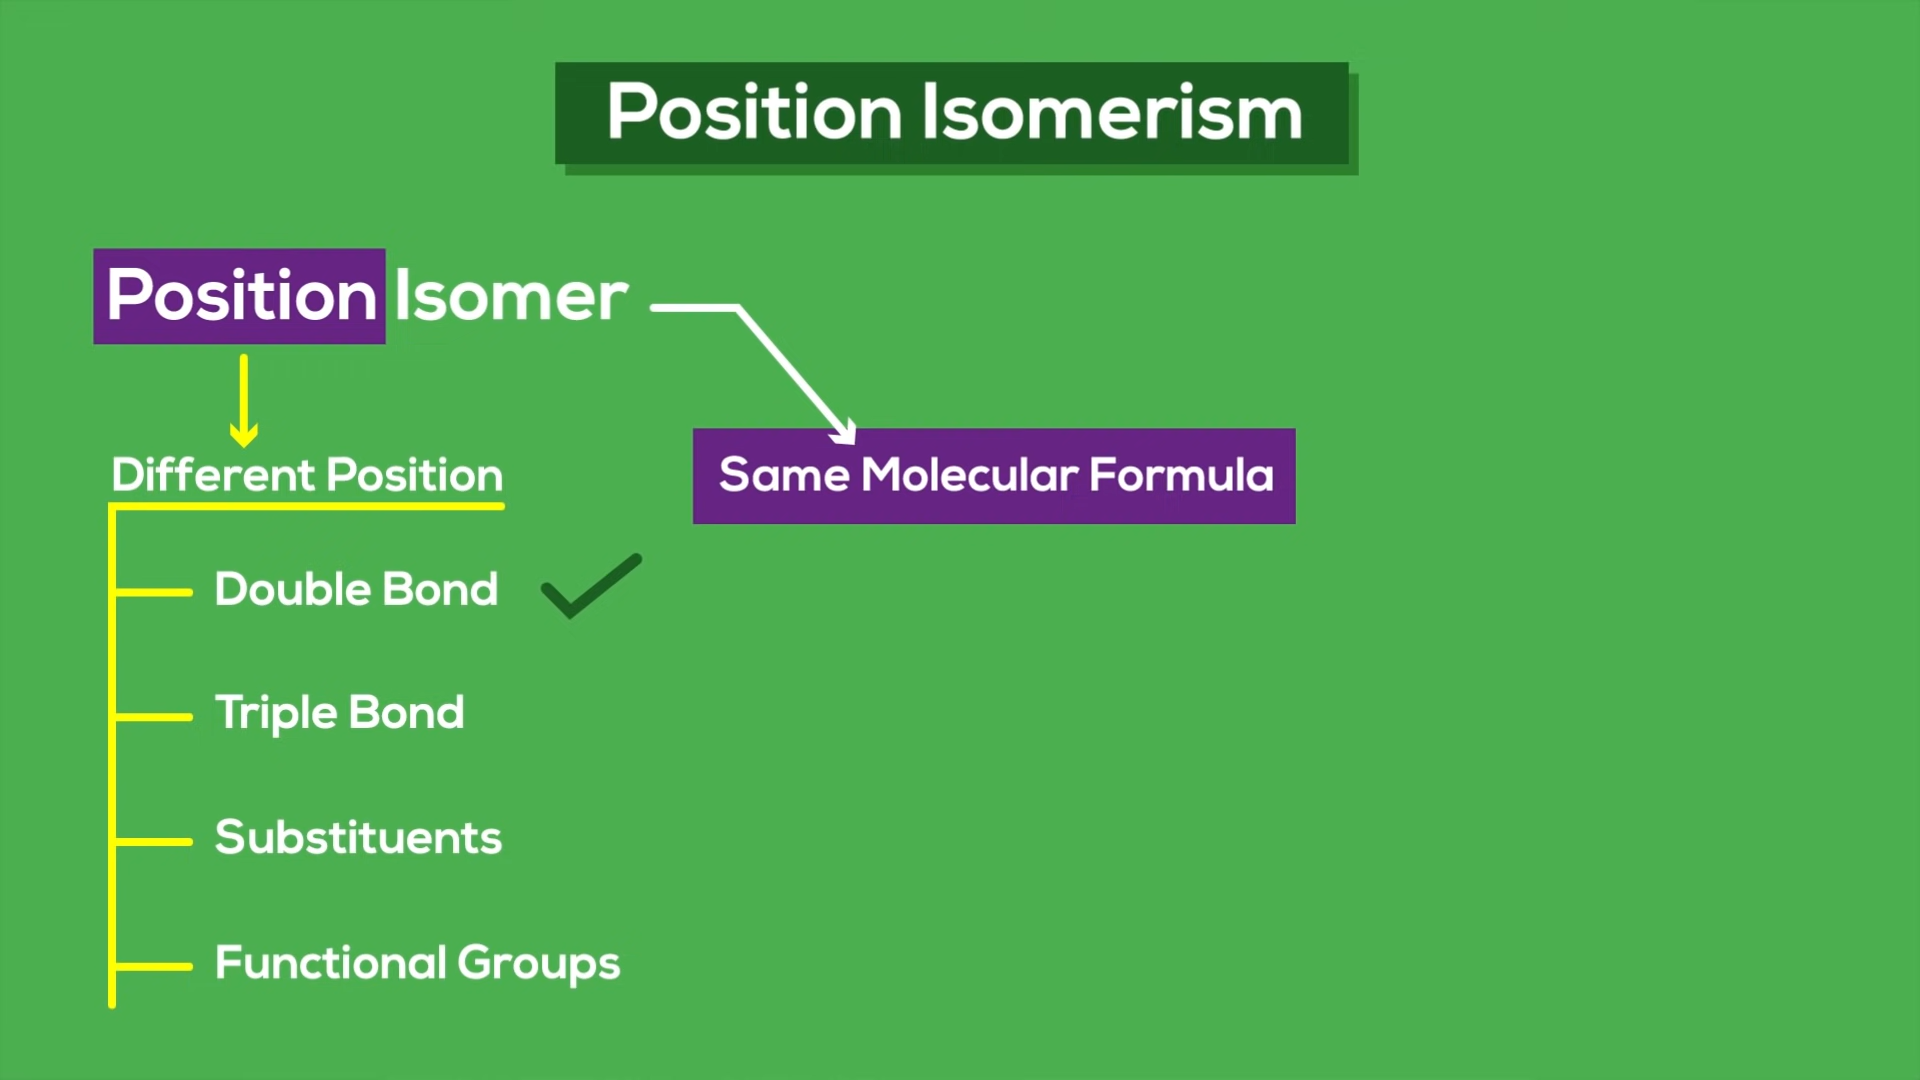 Position Isomerism
Position Isomer
Different Position
Same Molecular Formula
Double Bond
Triple Bond
Substituents
Functional Groups